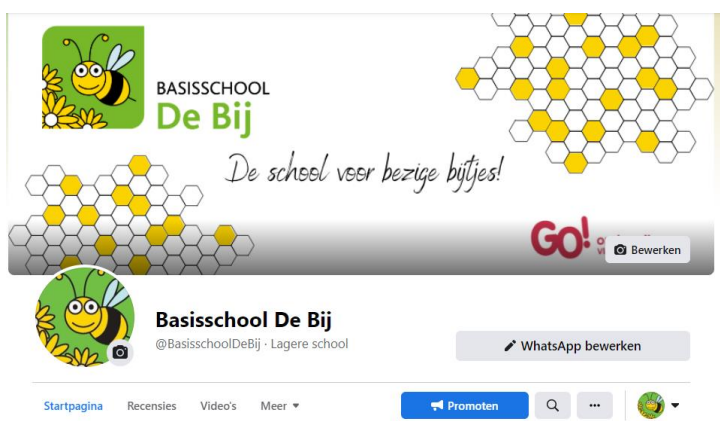 BASISSCHOOL
De Bij
De school voor bezige bijtjes!
GO!
Bewerken
Basisschool De Bij
@BasisschoolDeBij · Lagere school
WhatsApp bewerken
Startpagina Recensies Video's Meer
Promoten